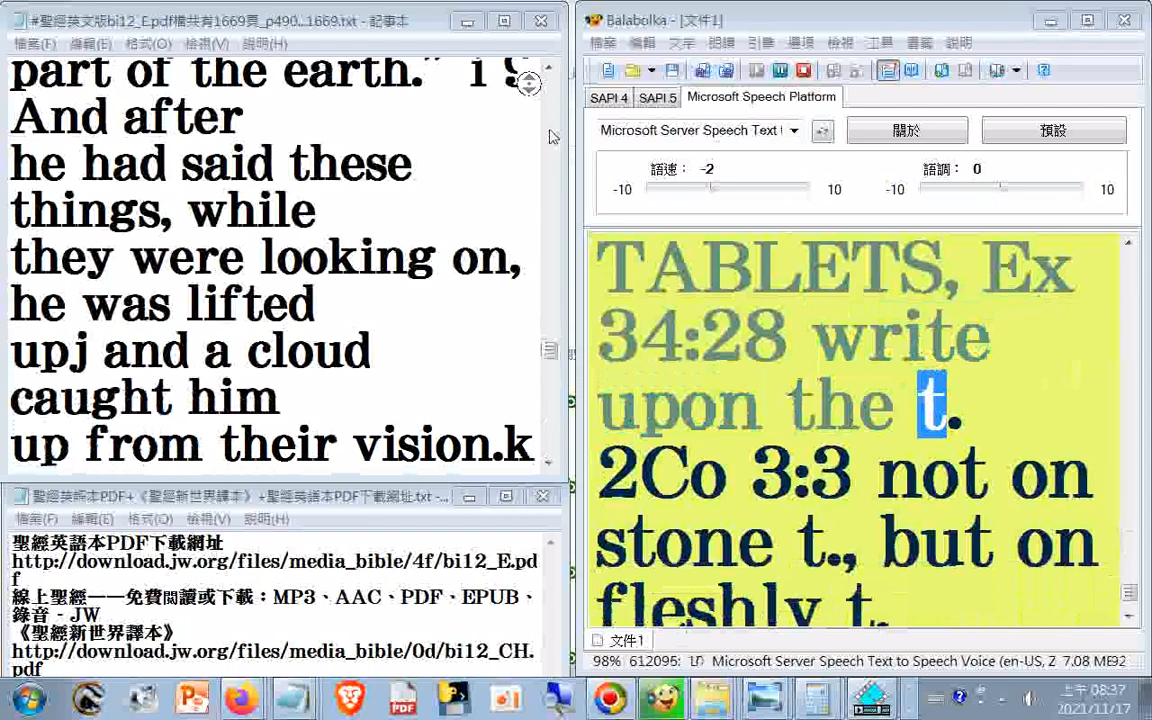 #聖經英文版bi12_E.pdf檔共有1669頁_p490...1669.txt - 記事本
檔案(F) 編輯(E) 格式(O) 檢視(V) 說明(H)
part of the earth.” i 9
And after
he had said these
things, while
they were looking on,
he was lifted
upj and a cloud
caught him
up from their vision.k
聖經英語本PDF+《聖經新世界譯本》+聖經英語本PDF下載網址.txt - ...
檔案(F) 編輯(E) 格式(O) 檢視(V) 說明(H)
聖經英語本PDF下載網址
http://download.jw.org/files/media_bible/4f/bi12_E.pd
f
線上聖經——免費閱讀或下載：MP3、AAC、PDF、EPUB、
錄音 - JW
《聖經新世界譯本》
http://download.jw.org/files/media_bible/0d/bi12_CH.
pdf
Balabolka - [文件1]
檔案 編輯 文字 朗讀 引擎 選項 檢視 工具 書籤 說明
SAPI 4 SAPI 5 Microsoft Speech Platform
Microsoft Server Speech Text 關於 預設
語速： -2 語調： 0
-10 10 -10 10
TABLETS, Ex
34:28 write
upon the t.
2Co 3:3 not on
stone t., but on
fleshly t.
文件1
98% 612095: Microsoft Server Speech Text to Speech Voice (en-US, Z 7.08 ME92
上午 08:37
2021/11/17